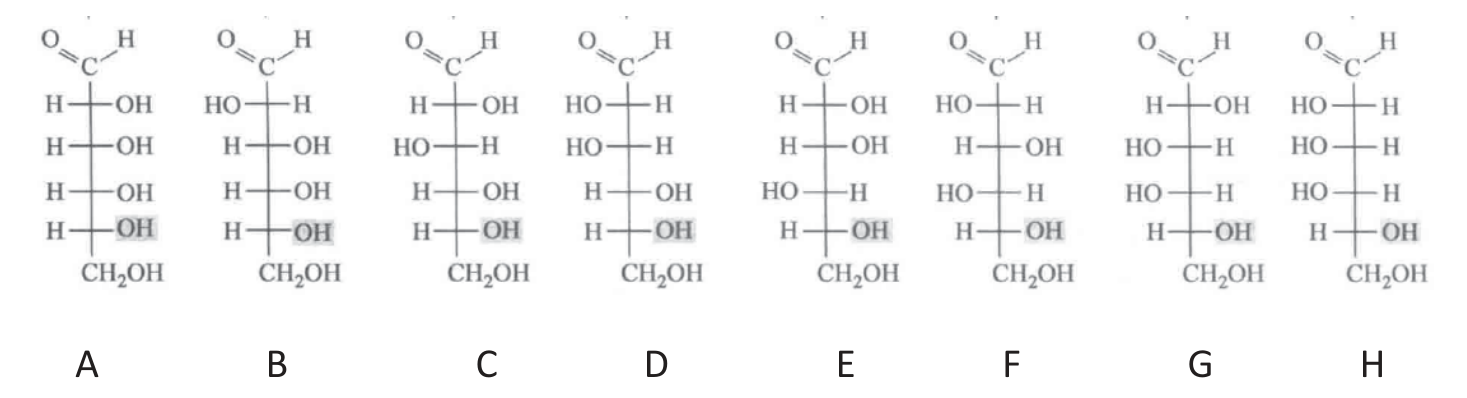 O H O H O H O H O H O H O H O H
C C C C C C C C
H OH HO H H OH HO H H OH HO H H OH HO H
H OH H OH HO H HO H H OH H OH HO H HO H
H OH H OH H OH H OH HO H HO H HO H HO H
H OH H OH H OH H OH H OH H OH H OH H OH
CH₂OH CH₂OH CH₂OH CH₂OH CH₂OH CH₂OH CH₂OH CH₂OH
A B C D E F G H